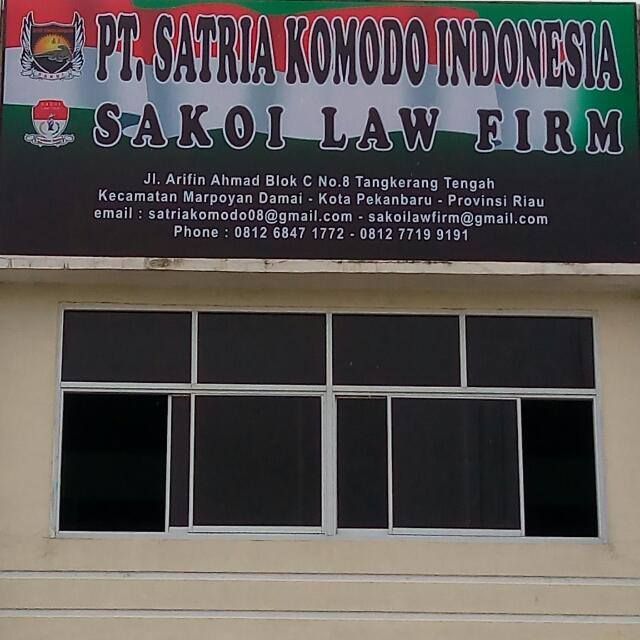 PT. SATRIA KOMODO INDONESIA
SAKOI LAW FIRM
Jl. Arifin Ahmad Blok C No.8 Tangkerang Tengah
Kecamatan Marpoyan Damai - Kota Pekanbaru - Provinsi Riau
email : satriakomodo08@gmail.com - sakoilawfirm@gmail.com
Phone : 0812 6847 1772 - 0812 7719 9191